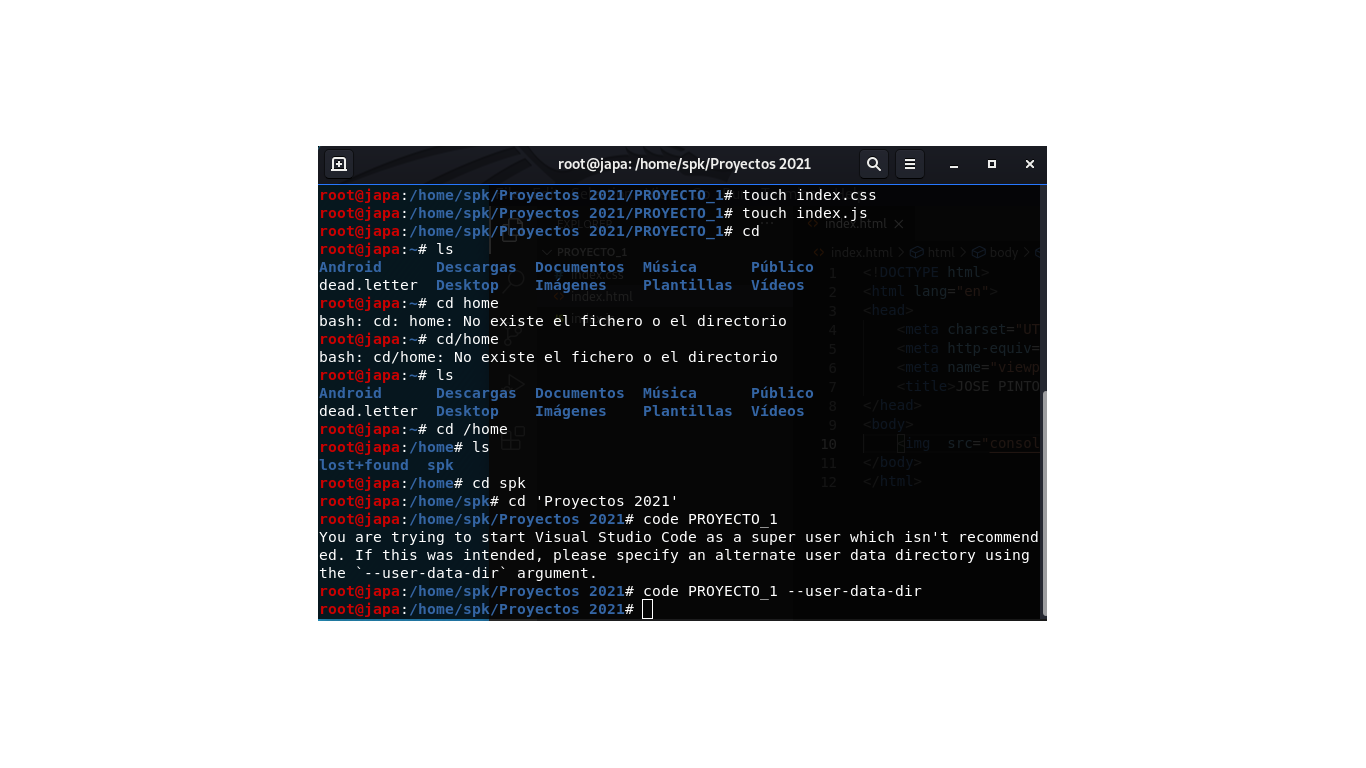 root@japa: /home/spk/Proyectos 2021
root@japa:/home/spk/Proyectos 2021/PROYECTO_1# touch index.css
root@japa:/home/spk/Proyectos 2021/PROYECTO_1# touch index.js
root@japa:/home/spk/Proyectos 2021/PROYECTO_1# cd
root@japa:~# ls
Android      Descargas  Documentos  Música      Público
dead.letter  Desktop    Imágenes    Plantillas  Vídeos
root@japa:~# cd home
bash: cd: home: No existe el fichero o el directorio
root@japa:~# cd/home
bash: cd/home: No existe el fichero o el directorio
root@japa:~# ls
Android      Descargas  Documentos  Música      Público
dead.letter  Desktop    Imágenes    Plantillas  Vídeos
root@japa:~# cd /home
root@japa:/home# ls
lost+found  spk
root@japa:/home# cd spk
root@japa:/home/spk# cd 'Proyectos 2021'
root@japa:/home/spk/Proyectos 2021# code PROYECTO_1
You are trying to start Visual Studio Code as a super user which isn't recommend
ed. If this was intended, please specify an alternate user data directory using
the `--user-data-dir` argument.
root@japa:/home/spk/Proyectos 2021# code PROYECTO_1 --user-data-dir
root@japa:/home/spk/Proyectos 2021#
EXPLORER
PROYECTO_1
index.css
index.html
index.html
index.html > html > body >
1 <!DOCTYPE html>
2 <html lang="en">
3 <head>
4 <meta charset="UT
5 <meta http-equiv=
6 <meta name="viewp
7 <title>JOSE PINTO
8 </head>
9 <body>
10 <img src="consol
11 </body>
12 </html>